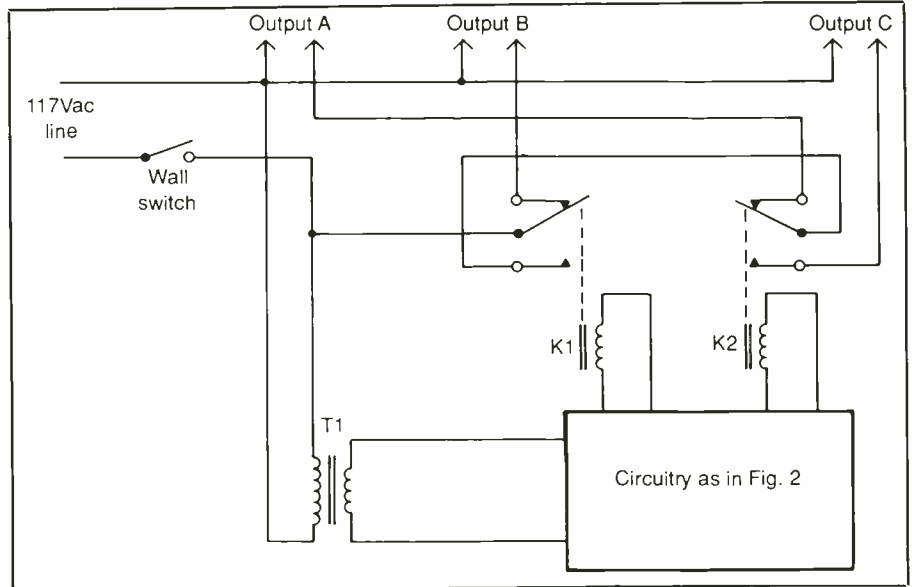 Output A
Output B
Output C
117Vac
line
Wall
switch
K1
K2
T1
Circuitry as in Fig. 2